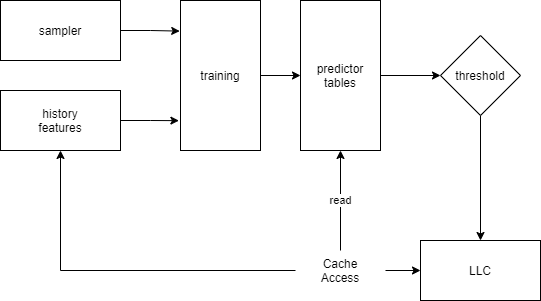 sampler
training
predictor
tables
threshold
history
features
read
Cache
Access
LLC